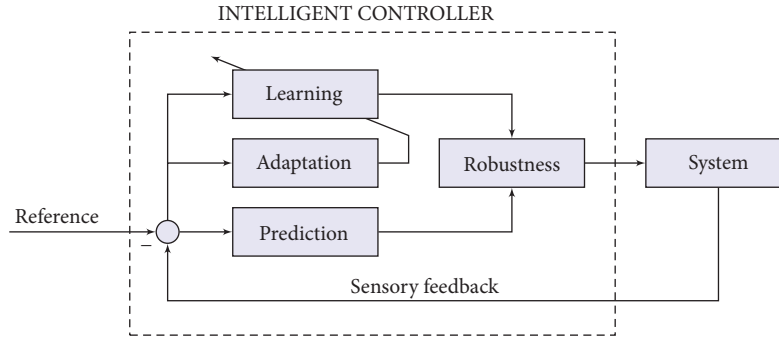 INTELLIGENT CONTROLLER
Learning
Adaptation
Robustness
System
Reference
Prediction
−
Sensory feedback